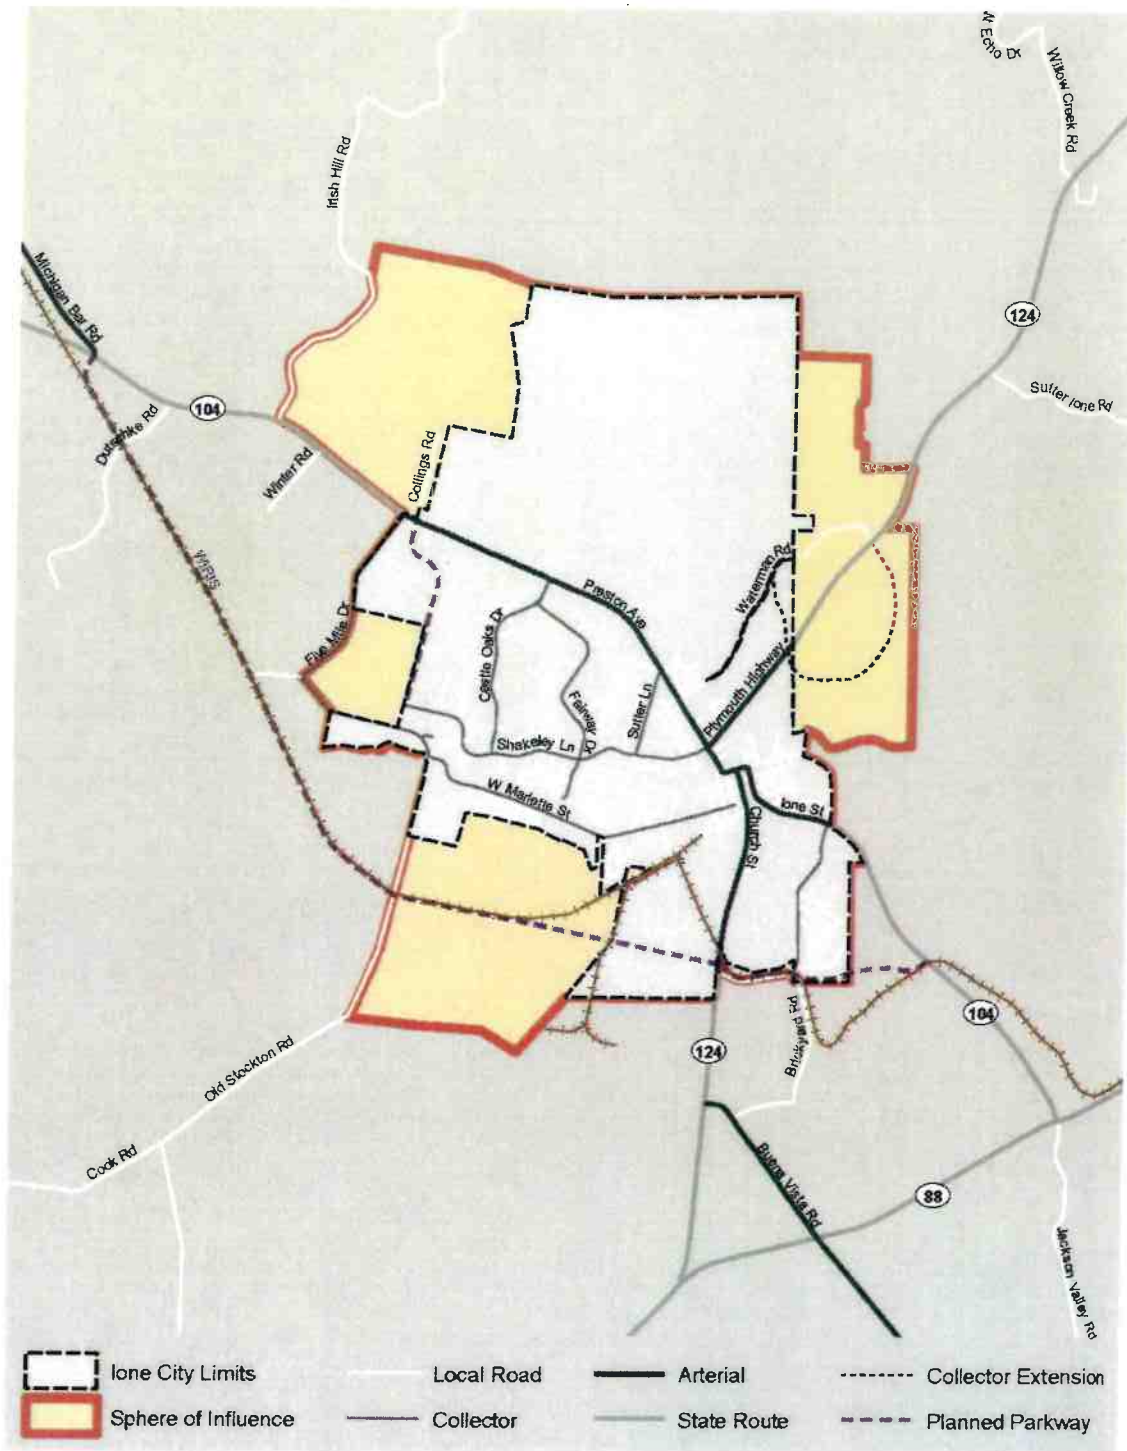 N Echo Dr
Willow Creek Rd
Irish Hill Rd
Michigan Bar Rd
124
Sutter Ione Rd
104
Dutschke Rd
Winter Rd
Collings Rd
Waterman Rd
Preston Ave
Five Mile Dr
Castle Oaks Dr
Fairway Dr
Sutter Ln
Plymouth Highway
Shakeley Ln
W Marlette St
Ione St
Church St
Brickyard Rd
104
124
Old Stockton Rd
Cook Rd
Buena Vista Rd
88
Jackson Valley Rd
Ione City Limits
Local Road
Arterial
Collector Extension
Sphere of Influence
Collector
State Route
Planned Parkway